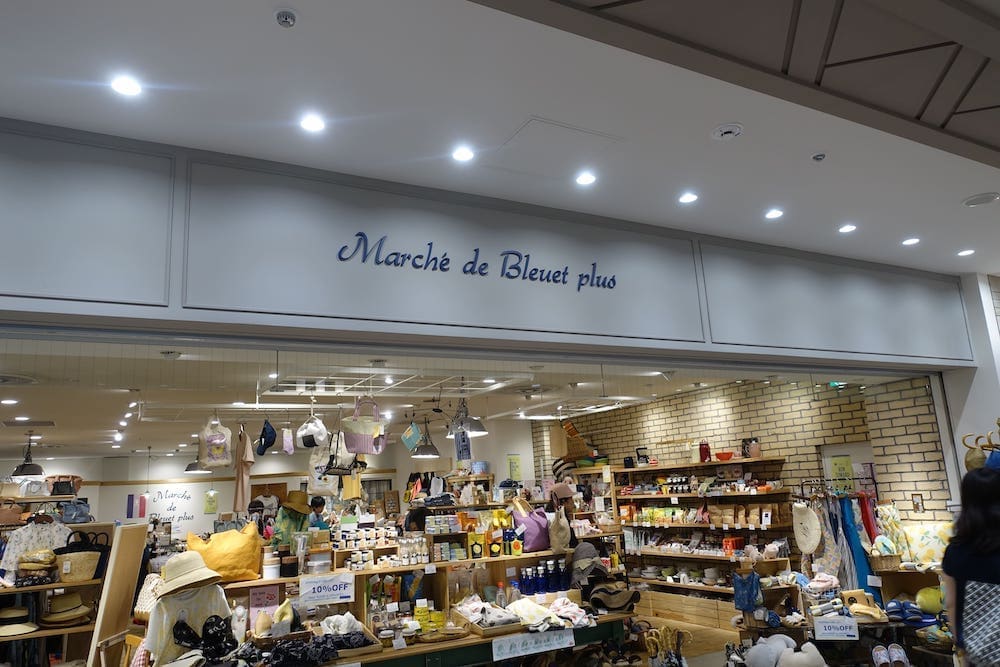 Marché de Bleuet plus
Marché
de
Bleuet plus
10%OFF
10%OFF